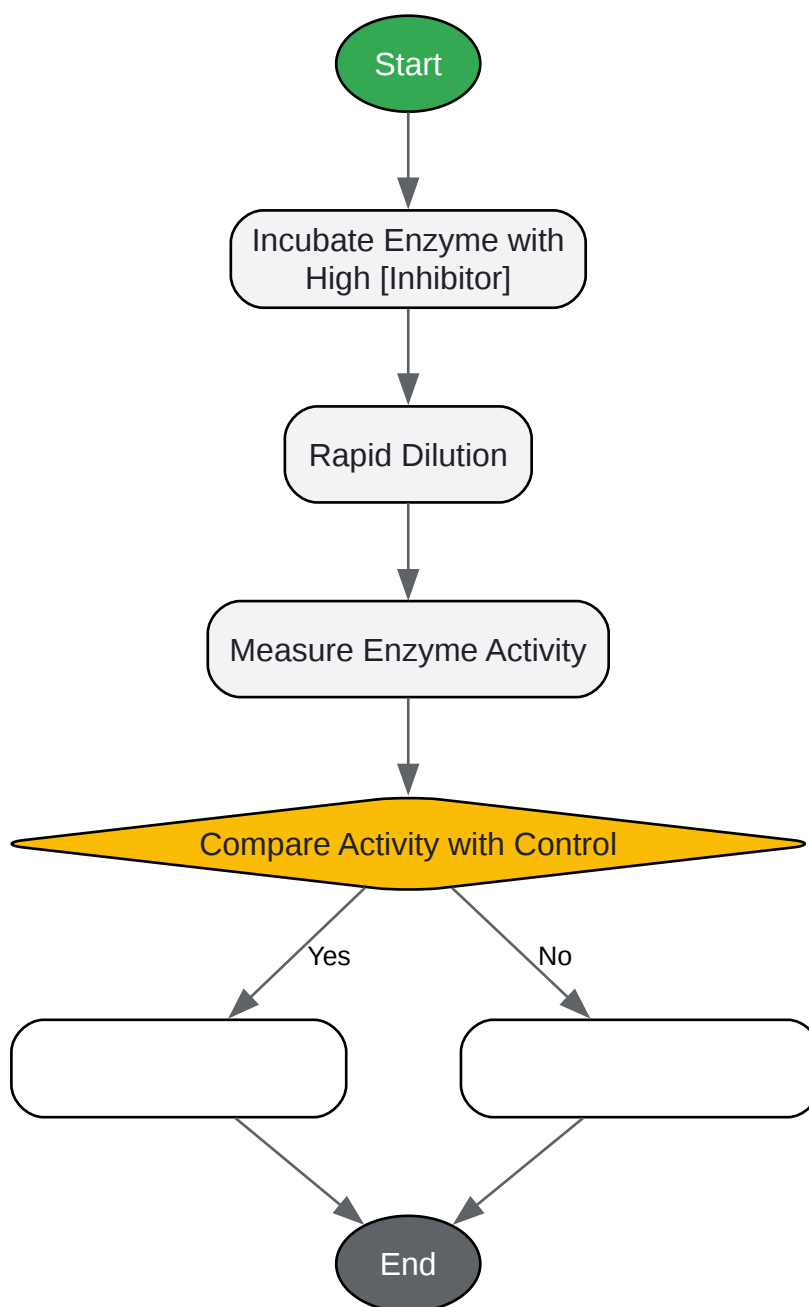 Start
Incubate Enzyme with
High [Inhibitor]
Rapid Dilution
Measure Enzyme Activity
Compare Activity with Control
Yes
No
End